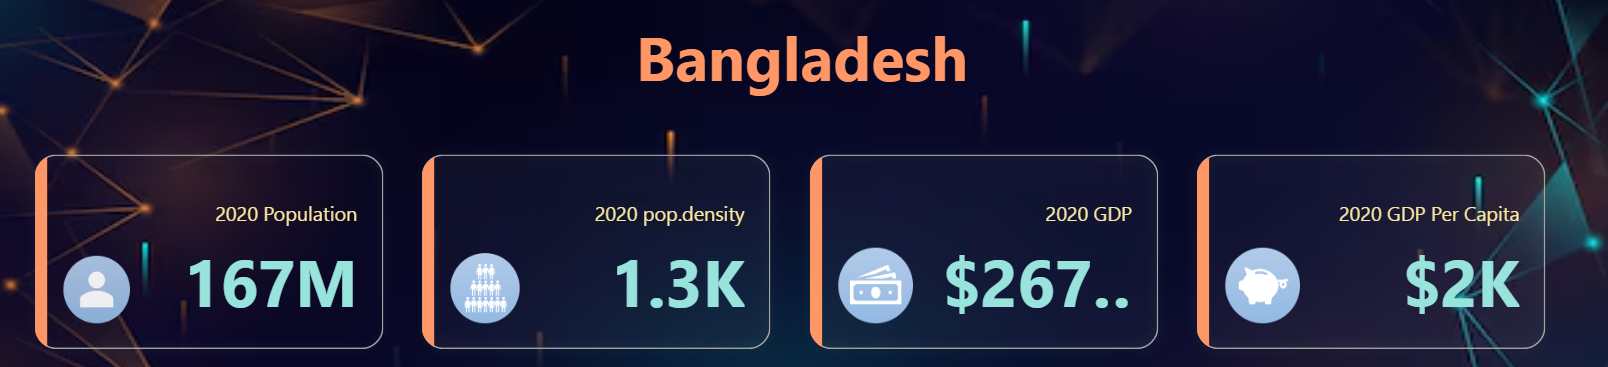 Bangladesh
2020 Population
167M
2020 pop.density
1.3K
2020 GDP
$267..
2020 GDP Per Capita
$2K